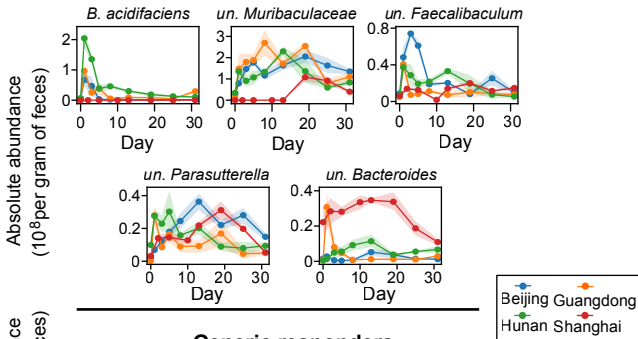 B. acidifaciens
un. Muribaculaceae
un. Faecalibaculum
Absolute abundance
(10⁸per gram of feces)
2
1
0
0 10 20 30
Day
3
2
1
0
0 10 20 30
Day
0.8
0.4
0
0 10 20 30
Day
un. Parasutterella
un. Bacteroides
0.4
0.2
0
0 10 20 30
Day
0.4
0.2
0
0 10 20 30
Day
Beijing Guangdong
Hunan Shanghai